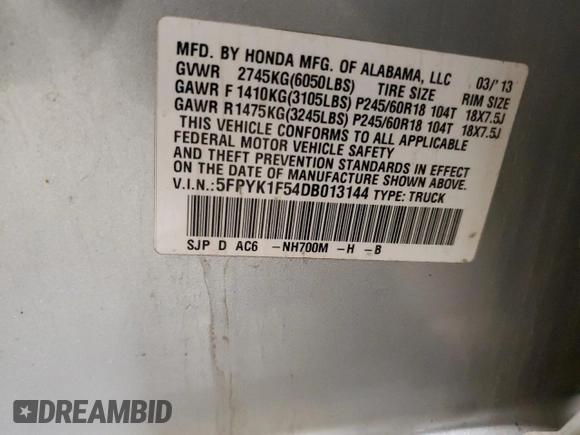 MFD. BY HONDA MFG. OF ALABAMA, LLC 03/'13
GVWR 2745KG(6050LBS) TIRE SIZE RIM SIZE
GAWR F 1410KG(3105LBS) P245/60R18 104T 18X7.5J
GAWR R1475KG(3245LBS) P245/60R18 104T 18X7.5J
THIS VEHICLE CONFORMS TO ALL APPLICABLE
FEDERAL MOTOR VEHICLE SAFETY
AND THEFT PREVENTION STANDARDS IN EFFECT
ON THE DATE OF MANUFACTURE SHOWN ABOVE.
V.I.N.:5FPYK1F54DB013144 TYPE: TRUCK
SJP D AC6 -NH700M -H -B
DREAMBID